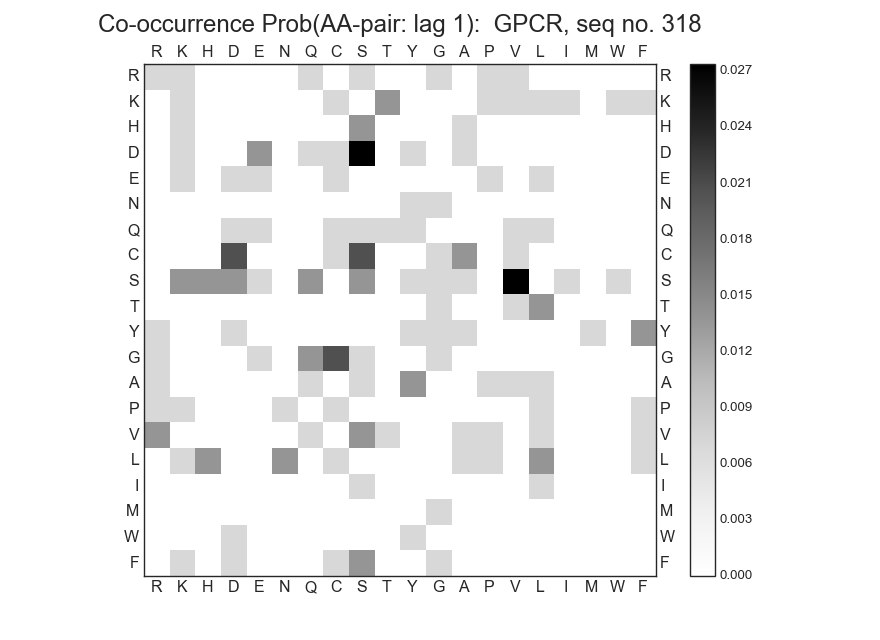 Co-occurrence Prob(AA-pair: lag 1):  GPCR, seq no. 318
R K H D E N Q C S T Y G A P V L I M W F
R R 0.027
K K
H H 0.024
D D
E E 0.021
N N
Q Q 0.018
C C
S S 0.015
T T
Y Y 0.012
G G
A A 0.009
P P
V V 0.006
L L
I I 0.003
M M
W W
F F 0.000
R K H D E N Q C S T Y G A P V L I M W F